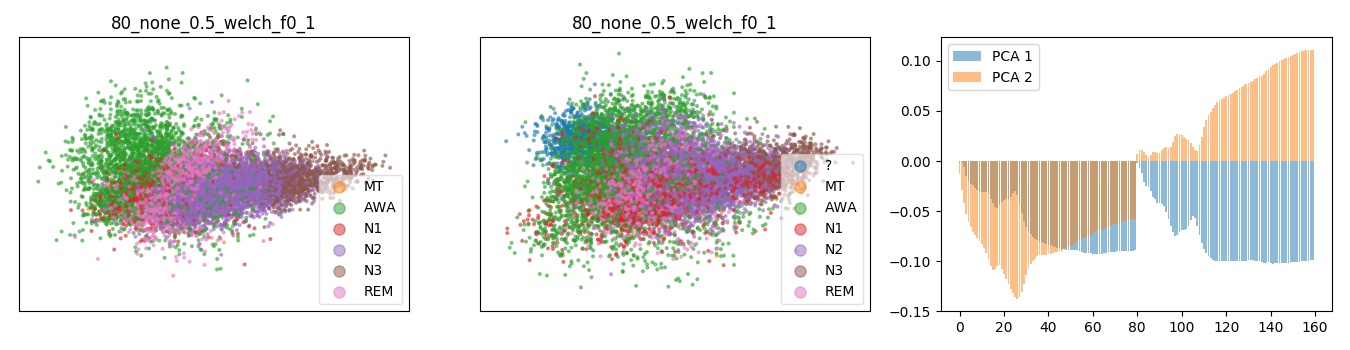 80_none_0.5_welch_f0_1
MT
AWA
N1
N2
N3
REM
80_none_0.5_welch_f0_1
?
MT
AWA
N1
N2
N3
REM
PCA 1
PCA 2
0.10
0.05
0.00
−0.05
−0.10
−0.15
0 20 40 60 80 100 120 140 160